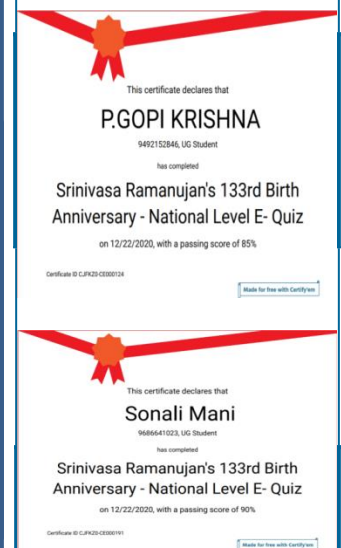 This certificate declares that
P.GOPI KRISHNA
9492152846, UG Student
has completed
Srinivasa Ramanujan's 133rd Birth
Anniversary - National Level E- Quiz
on 12/22/2020, with a passing score of 85%
Certificate ID CJFKZ0-CE000124
Made for free with Certify'em
This certificate declares that
Sonali Mani
9686641023, UG Student
has completed
Srinivasa Ramanujan's 133rd Birth
Anniversary - National Level E- Quiz
on 12/22/2020, with a passing score of 90%
Certificate ID CJFKZ0-CE000191
Made for free with Certify'em